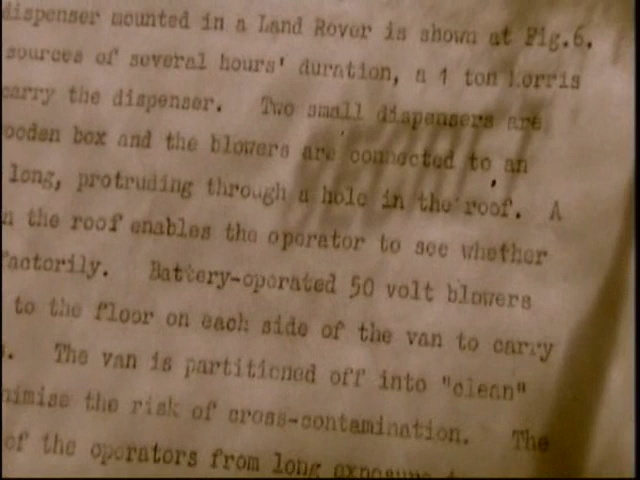 dispenser mounted in a Land Rover is shown at Fig.6.
sources of several hours' duration, a 1 ton Lorris
carry the dispenser. Two small dispensers are
ooden box and the blowers are connected to an
long, protruding through a hole in the roof. A
n the roof enables the operator to see whether
factorily. Battery-operated 50 volt blowers
to the floor on each side of the van to carry
. The van is partitioned off into "clean"
nimise the risk of cross-contamination. The
of the operators from long exposure